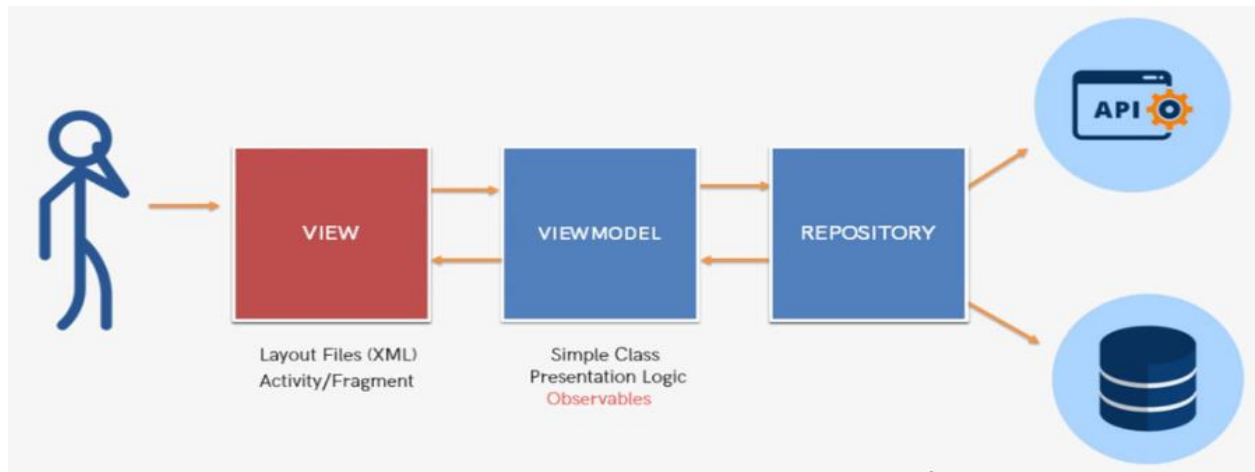 API
VIEW
VIEWMODEL
REPOSITORY
Layout Files (XML)
Activity/Fragment
Simple Class
Presentation Logic
Observables